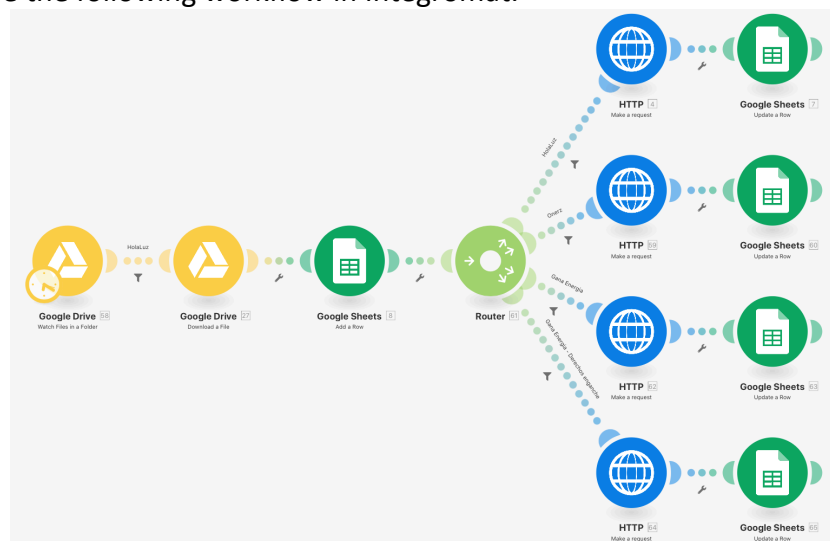 the following workflow in Integromat:
HolaLuz
Google Drive 58
Watch Files in a Folder
Google Drive 27
Download a File
Google Sheets 8
Add a Row
Router 61
HolaLuz
Onerz
Gana Energía
Gana Energía - Derechos enganche
HTTP 4
Make a request
Google Sheets 7
Update a Row
HTTP 59
Make a request
Google Sheets 60
Update a Row
HTTP 62
Make a request
Google Sheets 63
Update a Row
HTTP 64
Make a request
Google Sheets 65
Update a Row